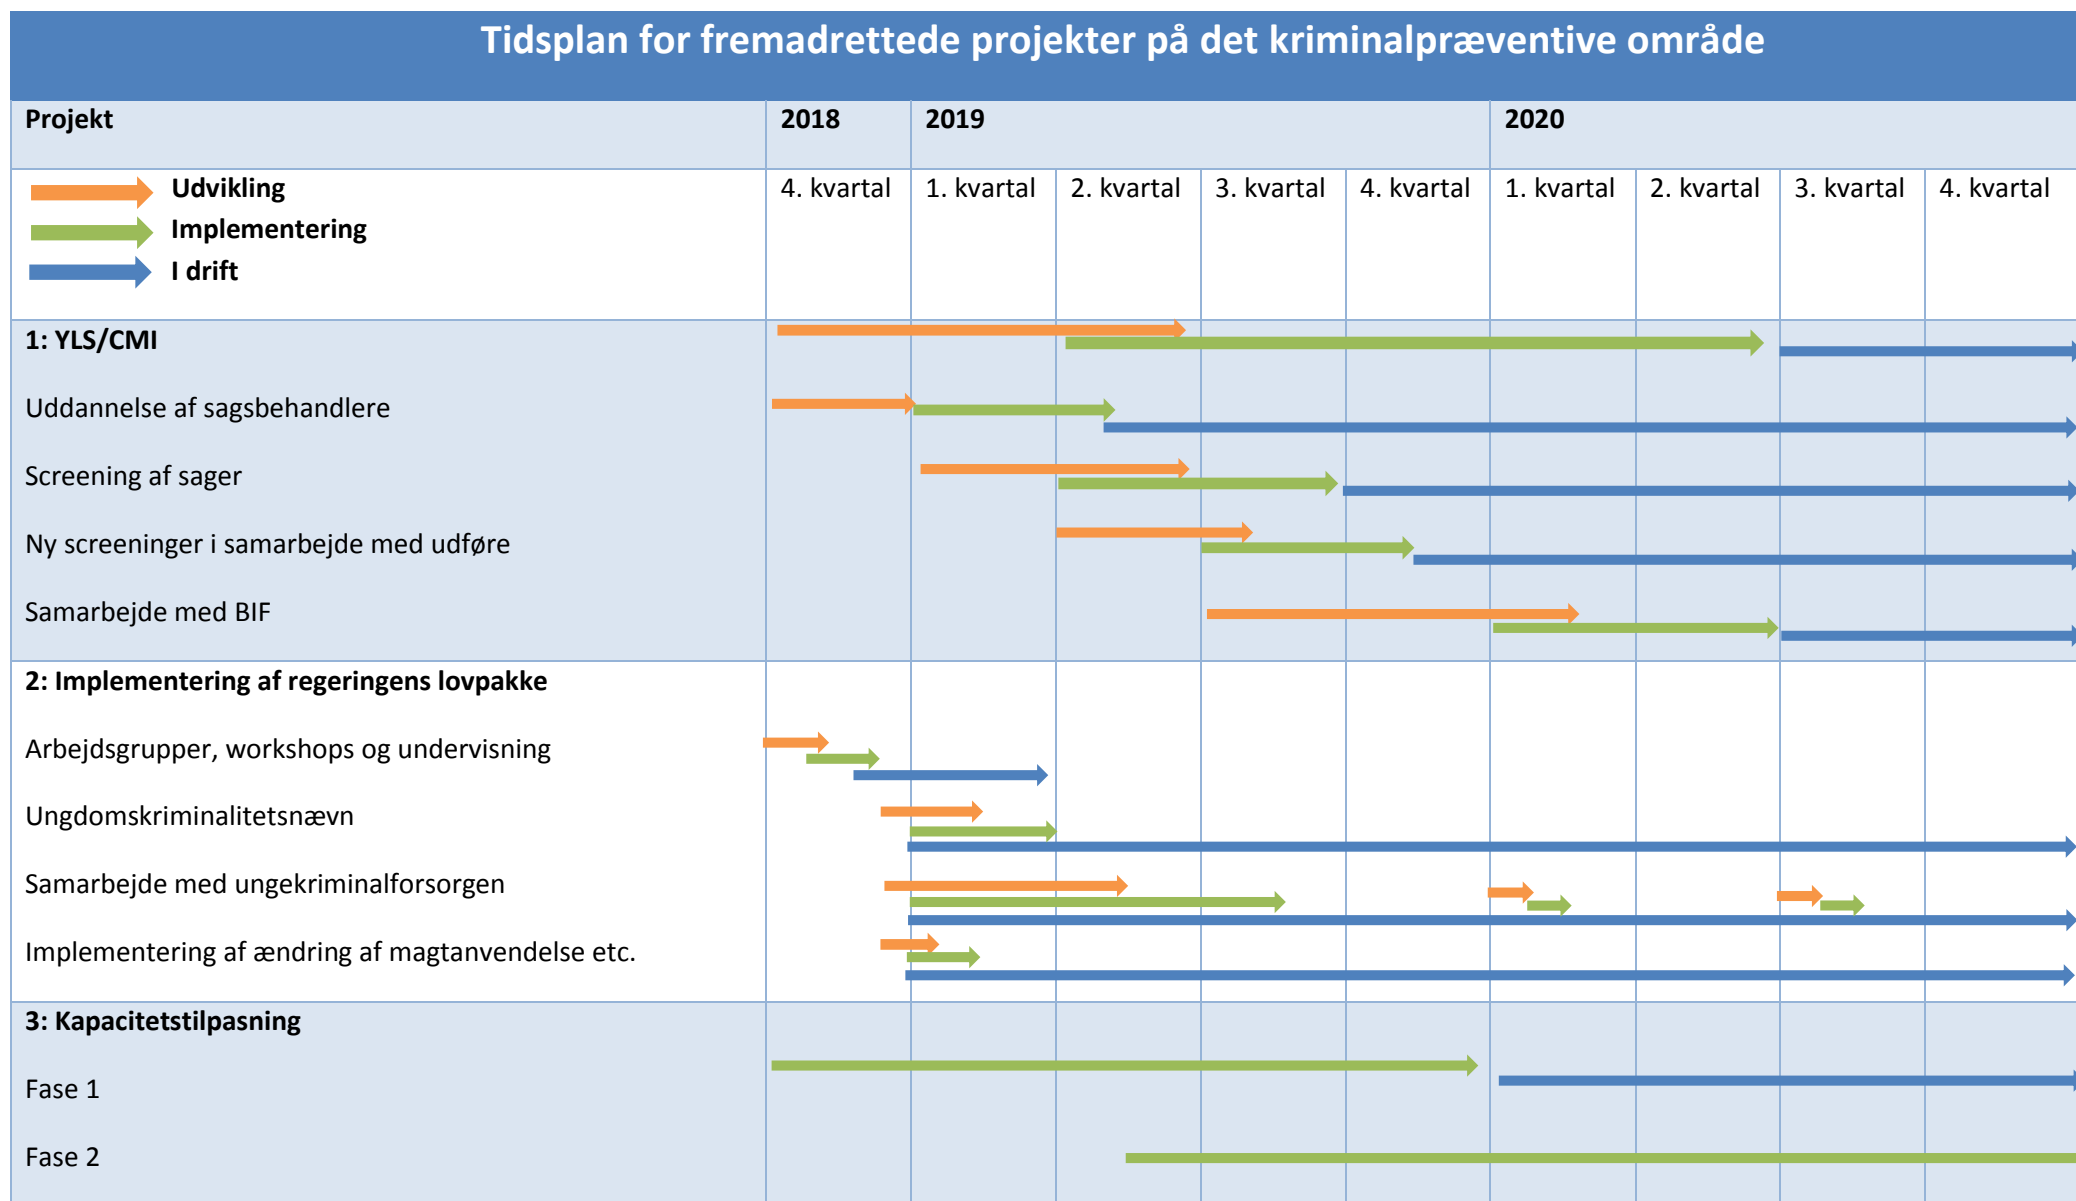 Tidsplan for fremadrettede projekter på det kriminalpræventive område
Projekt 2018 2019 2020
Udvikling 4. kvartal 1. kvartal 2. kvartal 3. kvartal 4. kvartal 1. kvartal 2. kvartal 3. kvartal 4. kvartal
Implementering
I drift
1: YLS/CMI
Uddannelse af sagsbehandlere
Screening af sager
Ny screeninger i samarbejde med udføre
Samarbejde med BIF
2: Implementering af regeringens lovpakke
Arbejdsgrupper, workshops og undervisning
Ungdomskriminalitetsnævn
Samarbejde med ungekriminalforsorgen
Implementering af ændring af magtanvendelse etc.
3: Kapacitetstilpasning
Fase 1
Fase 2